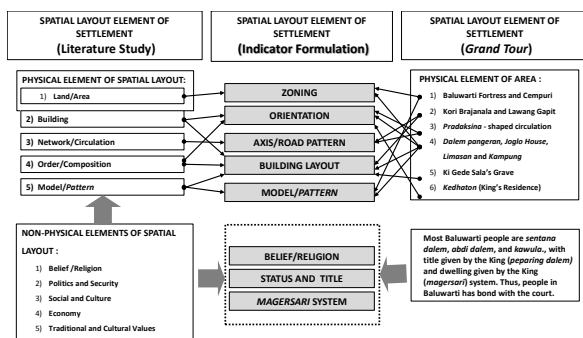 SPATIAL LAYOUT ELEMENT OF
SETTLEMENT
(Literature Study)
SPATIAL LAYOUT ELEMENT OF
SETTLEMENT
(Indicator Formulation)
SPATIAL LAYOUT ELEMENT OF
SETTLEMENT
(Grand Tour)
PHYSICAL ELEMENT OF SPATIAL LAYOUT:
1) Land/Area
2) Building
3) Network/Circulation
4) Order/Composition
5) Model/Pattern
ZONING
ORIENTATION
AXIS/ROAD PATTERN
BUILDING LAYOUT
MODEL/PATTERN
PHYSICAL ELEMENT OF AREA :
1) Baluwarti Fortress and Cempuri
2) Kori Brajanala and Lawang Gapit
3) Pradaksina - shaped circulation
4) Dalem pangeran, Joglo House,
Limasan and Kampung
5) Ki Gede Sala's Grave
6) Kedhaton (King's Residence)
NON-PHYSICAL ELEMENTS OF SPATIAL
LAYOUT :
1) Belief /Religion
2) Politics and Security
3) Social and Culture
4) Economy
5) Traditional and Cultural Values
BELIEF/RELIGION
STATUS AND TITLE
MAGERSARI SYSTEM
Most Baluwarti people are sentana
dalem, abdi dalem, and kawula., with
title given by the King (peparing dalem)
and dwelling given by the King
(magersari) system. Thus, people in
Baluwarti has bond with the court.